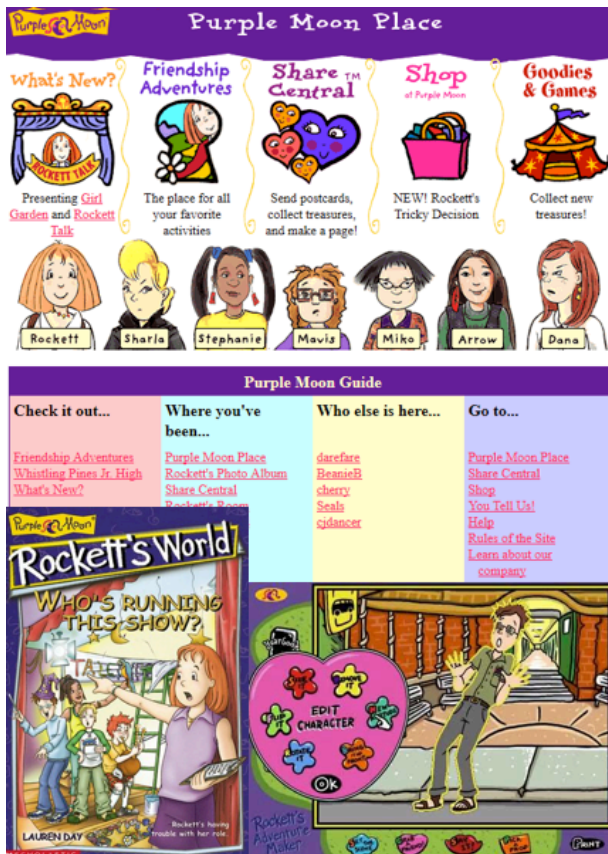 Purple Moon
Purple Moon Place
What's New?
ROCKETT TALK
Presenting Girl
Garden and Rockett
Talk
Friendship
Adventures
The place for all
your favorite
activities
Share ™
Central
Send postcards,
collect treasures,
and make a page!
Shop
at Purple Moon
NEW! Rockett's
Tricky Decision
Goodies
& Games
Collect new
treasures!
Rockett
Sharla
Stephanie
Mavis
Miko
Arrow
Dana
Purple Moon Guide
Check it out...
Friendship Adventures
Whistling Pines Jr. High
What's New?
Where you've
been...
Purple Moon Place
Rockett's Photo Album
Share Central
Rockett's Room
Who else is here...
darefare
BeanieB
cherry
Seals
cjdancer
Go to...
Purple Moon Place
Share Central
Shop
You Tell Us!
Help
Rules of the Site
Learn about our
company
Purple Moon
Rockett's World
WHO'S RUNNING
THIS SHOW?
Rockett's having
trouble with her role.
LAUREN DAY
EDIT
CHARACTER
FLIP IT
OK
Rockett's
Adventure
Maker
PRINT